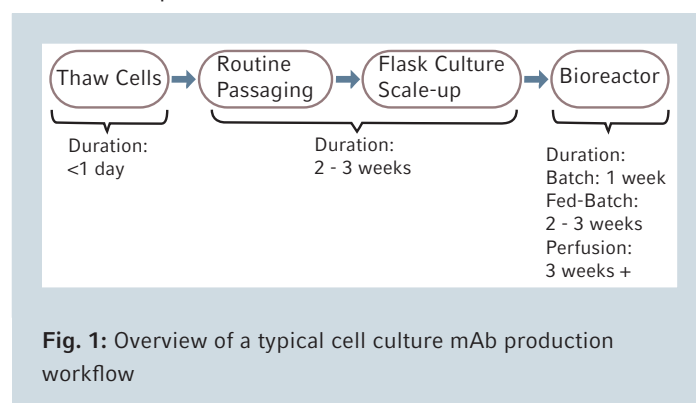 Thaw Cells
Routine
Passaging
Flask Culture
Scale-up
Bioreactor
Duration:
<1 day
Duration:
2 - 3 weeks
Duration:
Batch: 1 week
Fed-Batch:
2 - 3 weeks
Perfusion:
3 weeks +
Fig. 1: Overview of a typical cell culture mAb production
workflow